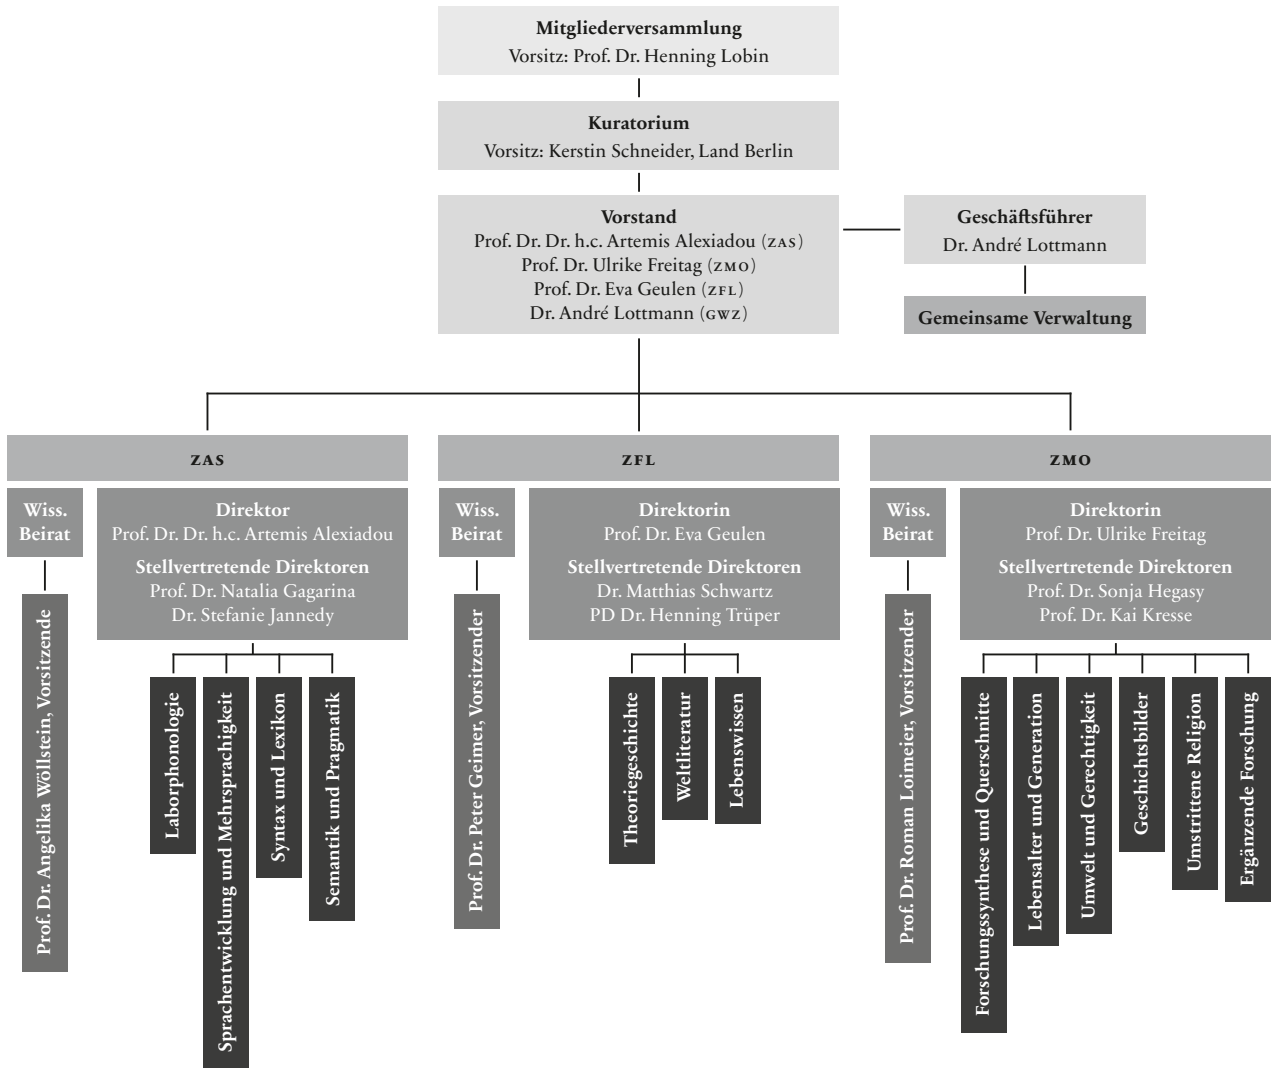 Mitgliederversammlung
Vorsitz: Prof. Dr. Henning Lobin
Kuratorium
Vorsitz: Kerstin Schneider, Land Berlin
Vorstand
Prof. Dr. Dr. h.c. Artemis Alexiadou (ZAS)
Prof. Dr. Ulrike Freitag (ZMO)
Prof. Dr. Eva Geulen (ZFL)
Dr. André Lottmann (GWZ)
Geschäftsführer
Dr. André Lottmann
Gemeinsame Verwaltung
ZAS
Wiss.
Beirat
Prof. Dr. Angelika Wöllstein, Vorsitzende
Direktor
Prof. Dr. Dr. h.c. Artemis Alexiadou
Stellvertretende Direktoren
Prof. Dr. Natalia Gagarina
Dr. Stefanie Jannedy
Laborphonologie
Sprachentwicklung und Mehrsprachigkeit
Syntax und Lexikon
Semantik und Pragmatik
ZFL
Wiss.
Beirat
Prof. Dr. Peter Geimer, Vorsitzender
Direktorin
Prof. Dr. Eva Geulen
Stellvertretende Direktoren
Dr. Matthias Schwartz
PD Dr. Henning Trüper
Theoriegeschichte
Weltliteratur
Lebenswissen
ZMO
Wiss.
Beirat
Prof. Dr. Roman Loimeier, Vorsitzender
Direktorin
Prof. Dr. Ulrike Freitag
Stellvertretende Direktoren
Prof. Dr. Sonja Hegasy
Prof. Dr. Kai Kresse
Forschungssynthese und Querschnitte
Lebensalter und Generation
Umwelt und Gerechtigkeit
Geschichtsbilder
Umstrittene Religion
Ergänzende Forschung